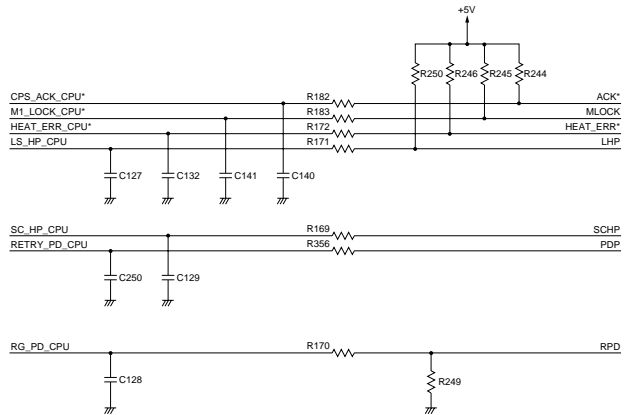 +5V
R250 R246 R245 R244
CPS_ACK_CPU* R182 ACK*
M1_LOCK_CPU* R183 MLOCK
HEAT_ERR_CPU* R172 HEAT_ERR*
LS_HP_CPU R171 LHP
C127 C132 C141 C140
SC_HP_CPU R169 SCHP
RETRY_PD_CPU R356 PDP
C250 C129
RG_PD_CPU R170 RPD
C128 R249